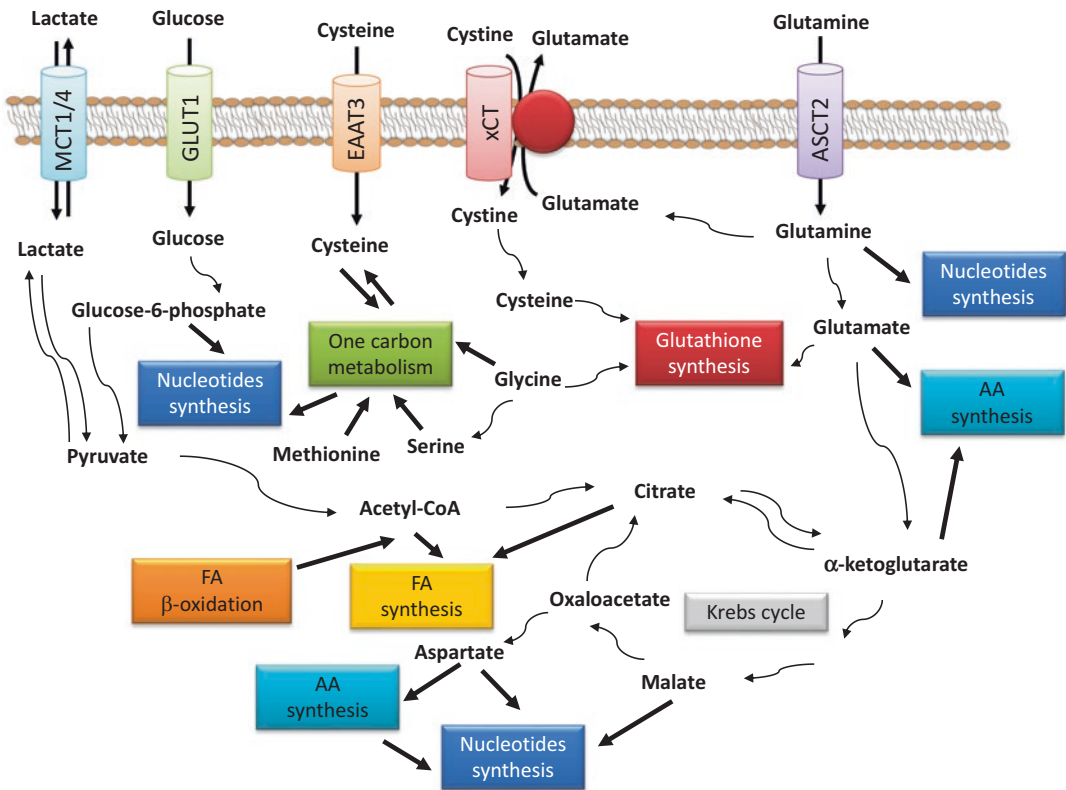 Lactate
Glucose
Cysteine
Cystine
Glutamate
Glutamine
MCT1/4
GLUT1
EAAT3
xCT
ASCT2
Lactate
Glucose
Cysteine
Cystine
Glutamate
Glutamine
Nucleotides
synthesis
Glucose-6-phosphate
Cysteine
Glutamate
One carbon
metabolism
Glutathione
synthesis
Nucleotides
synthesis
Glycine
AA
synthesis
Pyruvate
Methionine
Serine
Acetyl-CoA
Citrate
α-ketoglutarate
FA
β-oxidation
FA
synthesis
Oxaloacetate
Krebs cycle
Aspartate
Malate
AA
synthesis
Nucleotides
synthesis